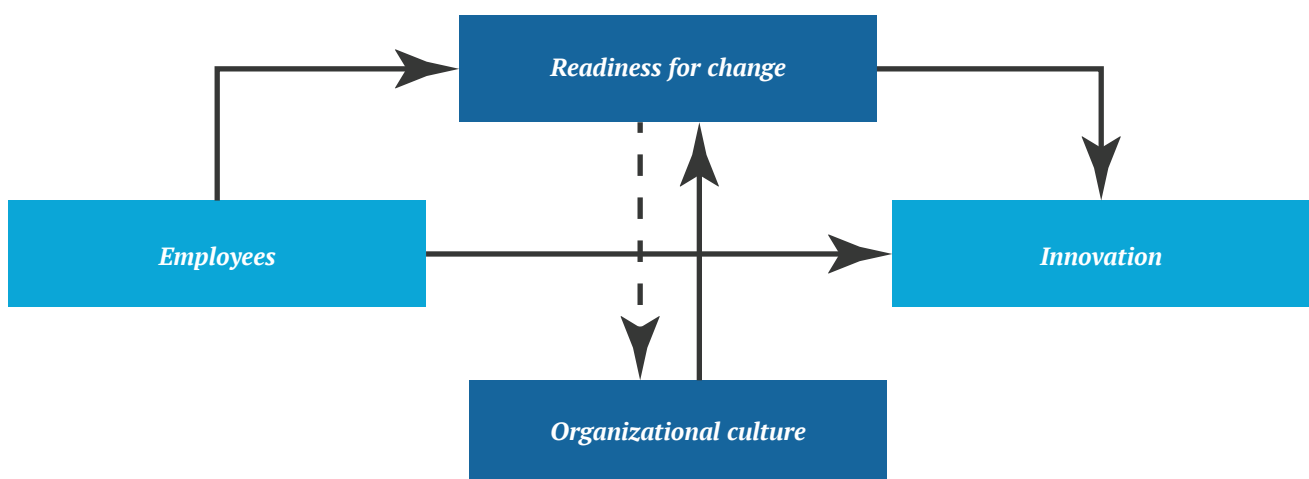 Readiness for change
Employees
Innovation
Organizational culture